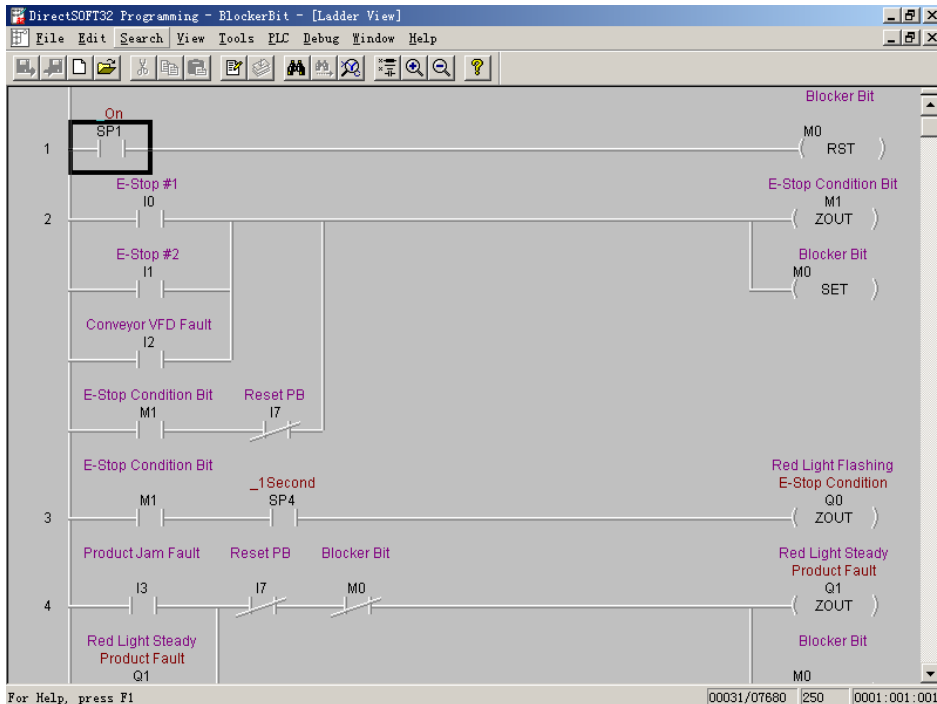 DirectSOFT32 Programming - BlockerBit - [Ladder View]
File Edit Search View Tools PLC Debug Window Help
Blocker Bit
_On
SP1
M0
1
RST
E-Stop #1
E-Stop Condition Bit
I0
M1
2
ZOUT
E-Stop #2
Blocker Bit
I1
M0
SET
Conveyor VFD Fault
I2
E-Stop Condition Bit Reset PB
M1 I7
E-Stop Condition Bit
Red Light Flashing
_1Second
E-Stop Condition
M1 SP4
Q0
3
ZOUT
Product Jam Fault Reset PB Blocker Bit
Red Light Steady
Product Fault
I3 I7 M0
Q1
4
ZOUT
Red Light Steady
Blocker Bit
Product Fault
Q1
M0
For Help, press F1
00031/07680 250 0001:001:001